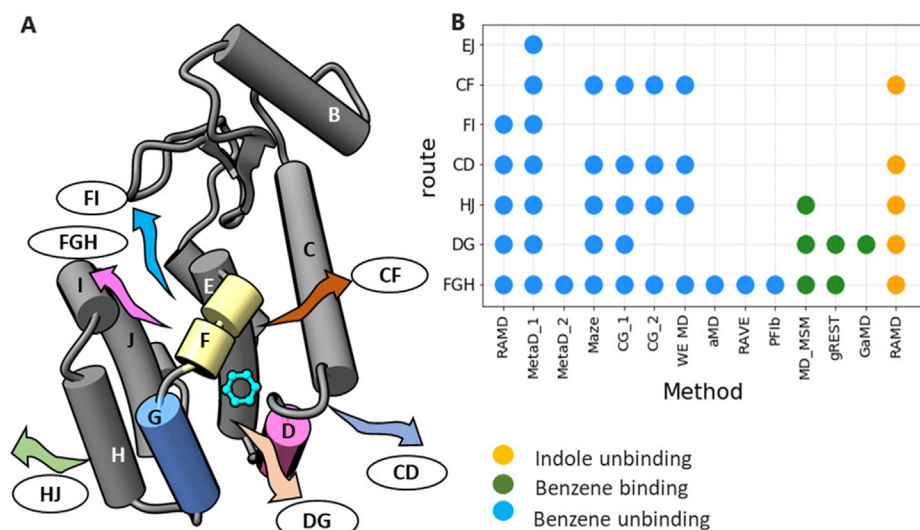 A
B
FI
FGH
I
J
E
F
C
CF
G
H
D
HJ
DG
CD
B
route
EJ
CF
FI
CD
HJ
DG
FGH
RAMD
MetaD_1
MetaD_2
Maze
CG_1
CG_2
WE MD
aMD
RAVE
PFIb
MD_MSM
gREST
GaMD
RAMD
Method
Indole unbinding
Benzene binding
Benzene unbinding